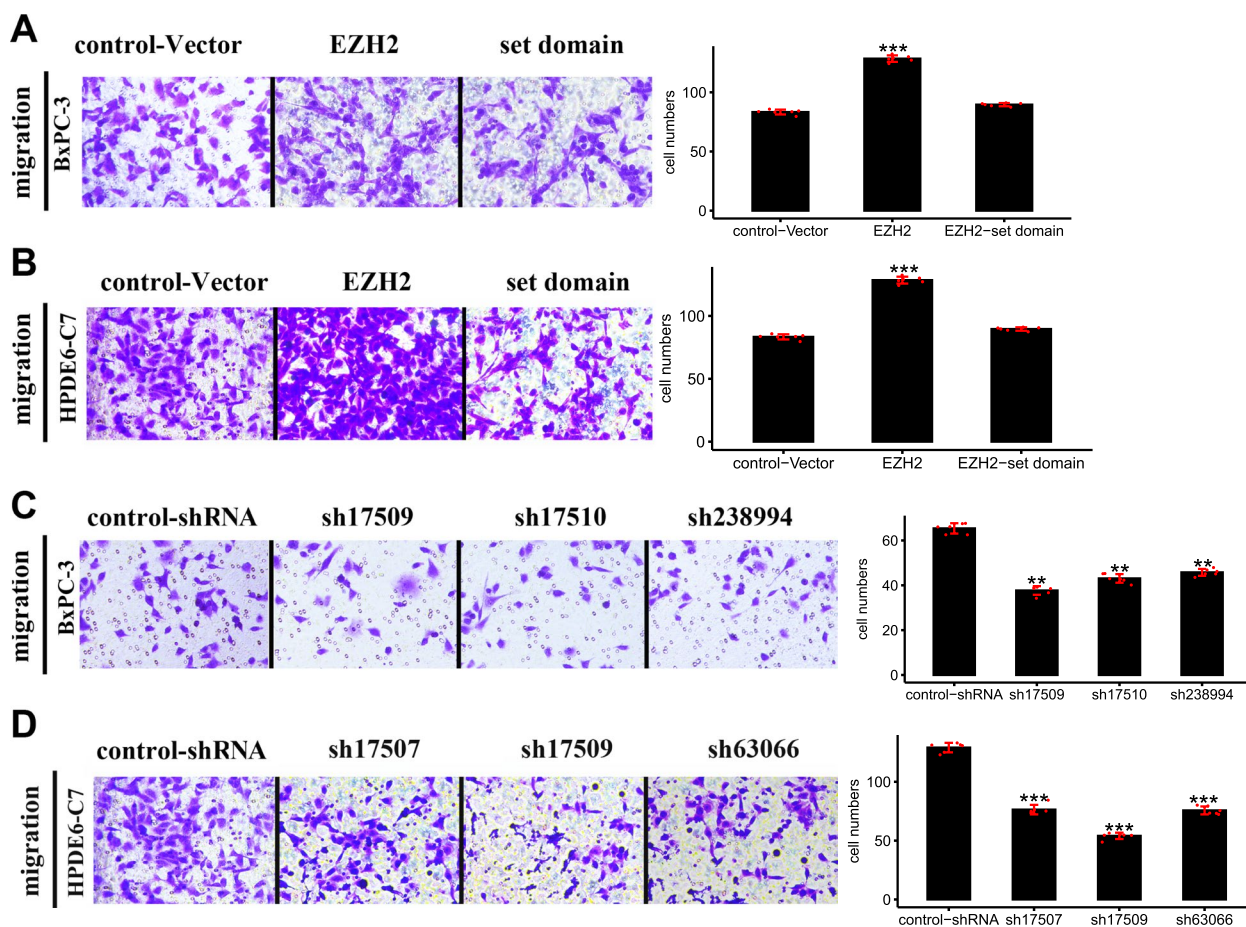 A
control-Vector EZH2 set domain
migration
BxPC-3
cell numbers
100
50
0
***
control−Vector EZH2 EZH2−set domain
B
control-Vector EZH2 set domain
migration
HPDE6-C7
cell numbers
100
50
0
***
control−Vector EZH2 EZH2−set domain
C
control-shRNA sh17509 sh17510 sh238994
migration
BxPC-3
cell numbers
60
40
20
0
** ** **
control−shRNA sh17509 sh17510 sh238994
D
control-shRNA sh17507 sh17509 sh63066
migration
HPDE6-C7
cell numbers
100
50
0
*** *** ***
control−shRNA sh17507 sh17509 sh63066